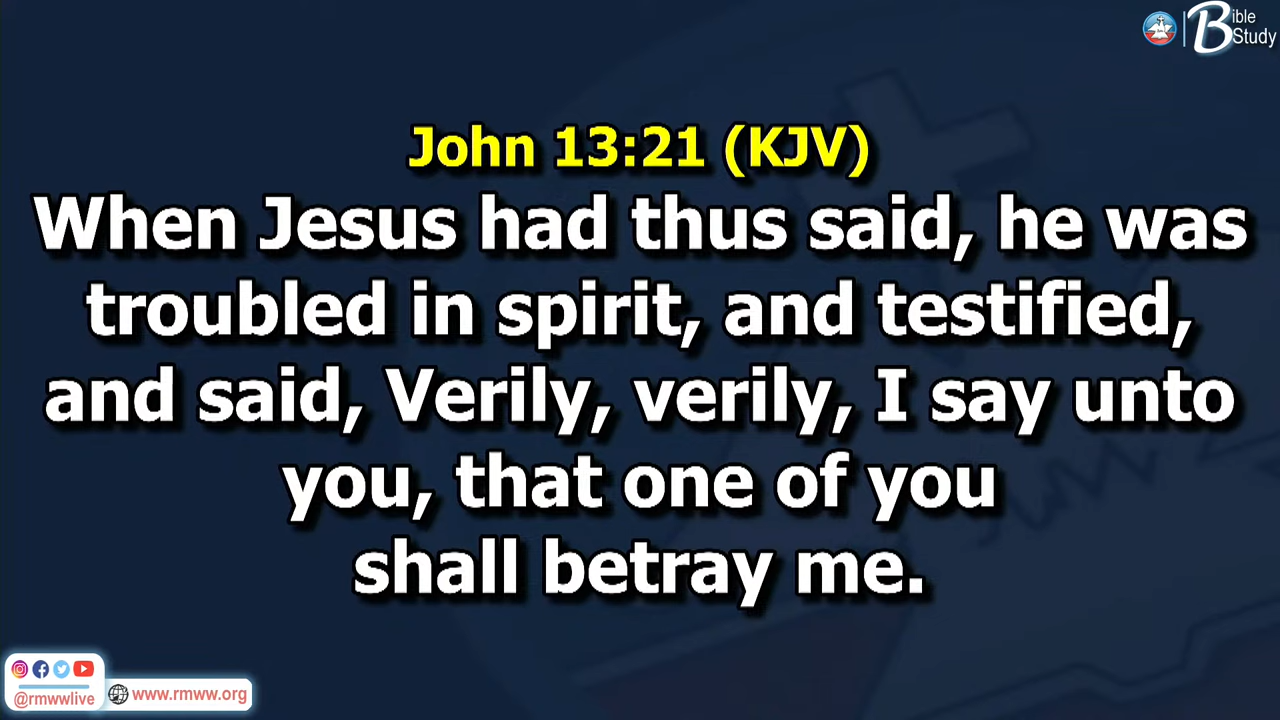 Bible
Study
John 13:21 (KJV)
When Jesus had thus said, he was
troubled in spirit, and testified,
and said, Verily, verily, I say unto
you, that one of you
shall betray me.
@rmwwlive
www.rmww.org